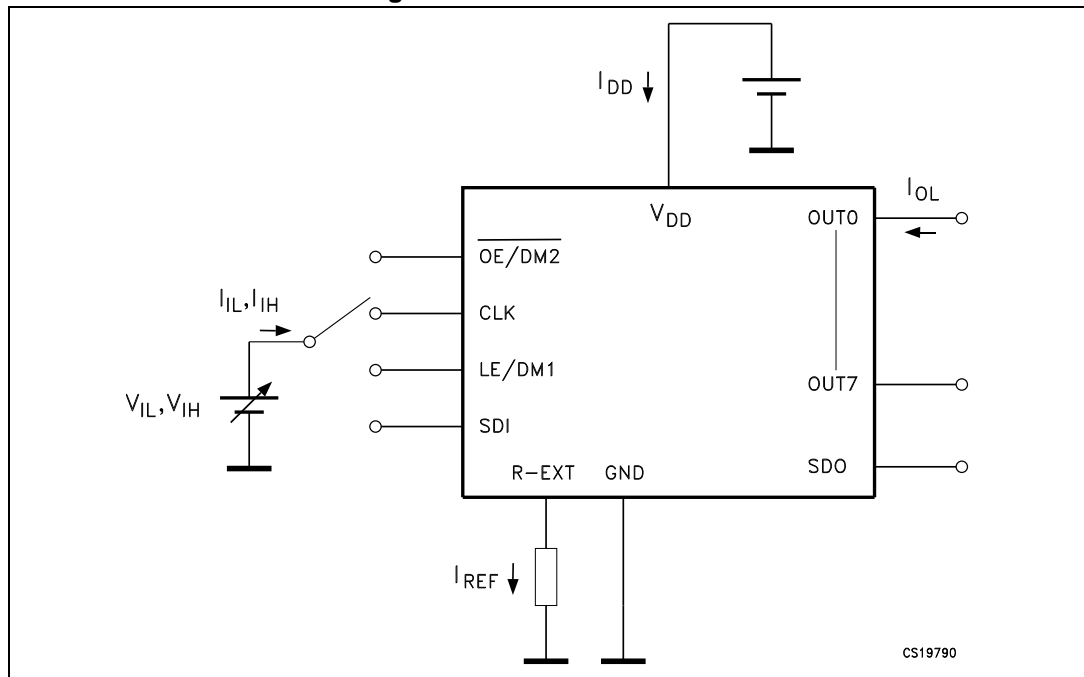 I_DD
V_DD
OUT0
I_OL
OE/DM2
I_IL,I_IH
CLK
LE/DM1
OUT7
V_IL,V_IH
SDI
SDO
R-EXT GND
I_REF
CS19790